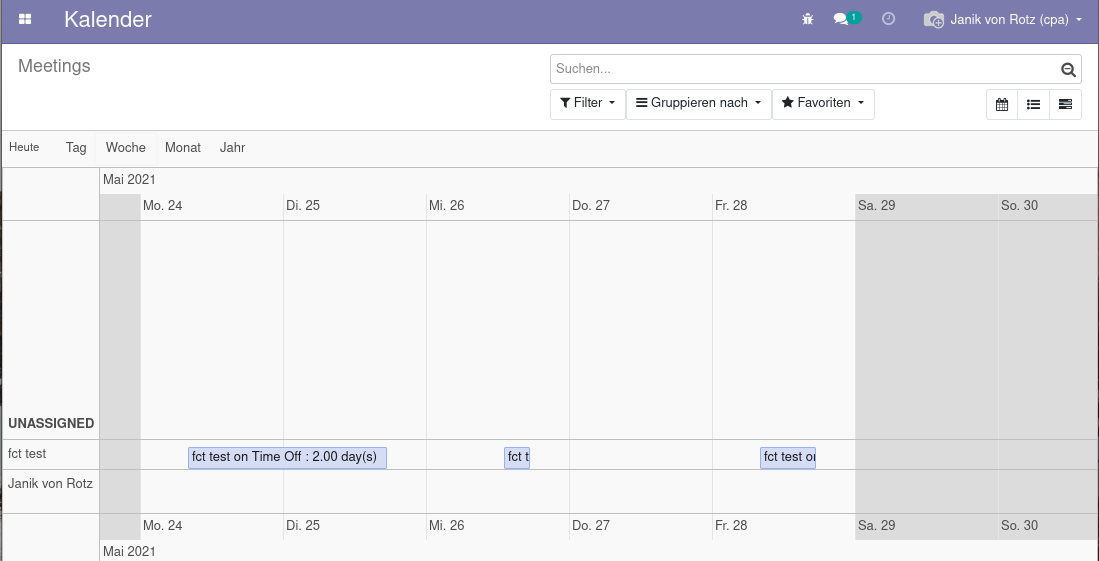 Kalender
1
Janik von Rotz (cpa)
Meetings
Suchen...
Filter
Gruppieren nach
Favoriten
Heute Tag Woche Monat Jahr
Mai 2021
Mo. 24 Di. 25 Mi. 26 Do. 27 Fr. 28 Sa. 29 So. 30
UNASSIGNED
fct test
fct test on Time Off : 2.00 day(s)
fct t
fct test o
Janik von Rotz
Mo. 24 Di. 25 Mi. 26 Do. 27 Fr. 28 Sa. 29 So. 30
Mai 2021